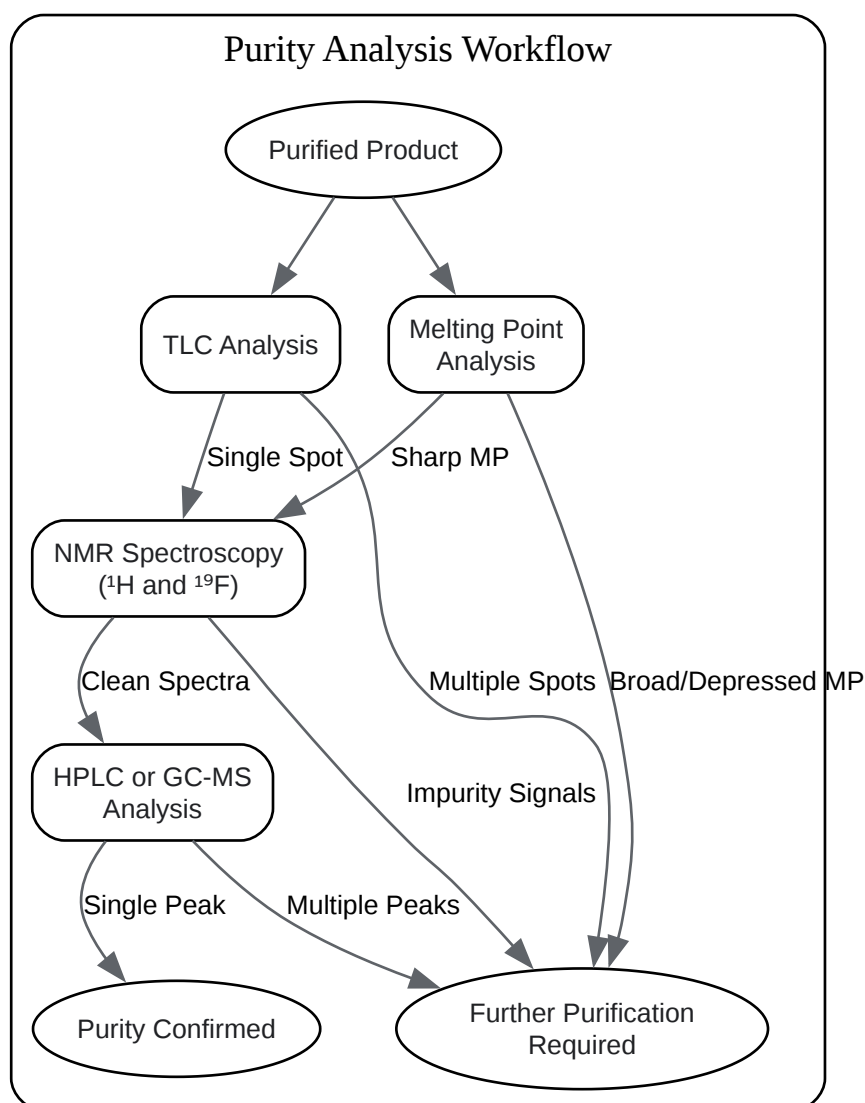 Purity Analysis Workflow
Purified Product
TLC Analysis
Melting Point
Analysis
Single Spot
Sharp MP
NMR Spectroscopy
(¹H and ¹⁹F)
Clean Spectra
Multiple Spots
Broad/Depressed MP
HPLC or GC-MS
Analysis
Impurity Signals
Single Peak
Multiple Peaks
Purity Confirmed
Further Purification
Required